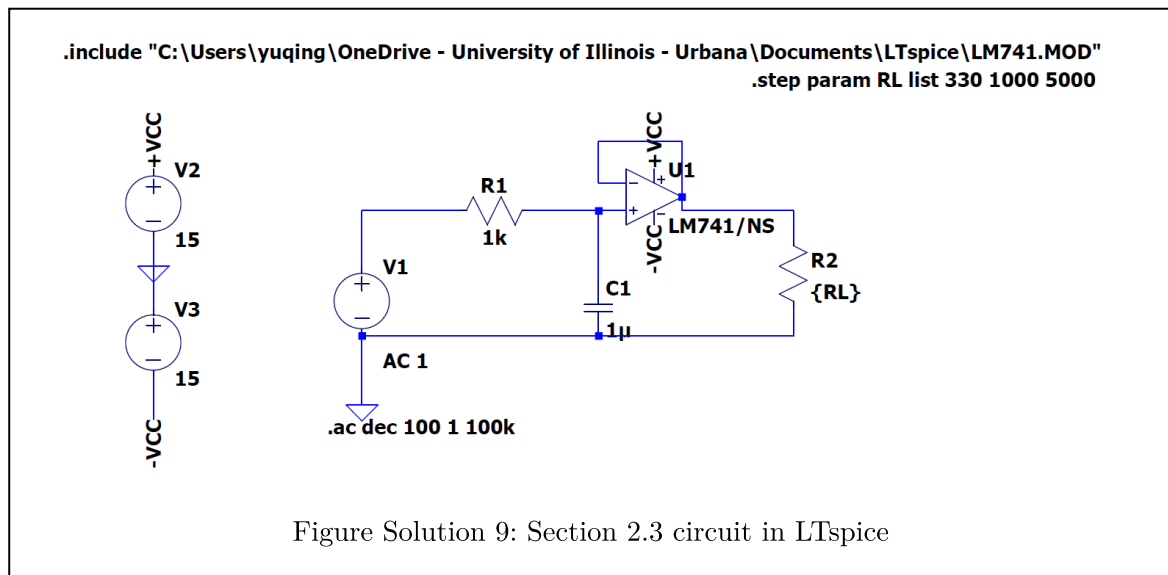 .include "C:\Users\yuqing\OneDrive - University of Illinois - Urbana\Documents\LTspice\LM741.MOD"
.step param RL list 330 1000 5000
+VCC
V2
15
V3
15
-VCC
R1
1k
V1
AC 1
C1
1µ
+VCC
U1
-VCC
LM741/NS
R2
{RL}
.ac dec 100 1 100k
Figure Solution 9: Section 2.3 circuit in LTspice